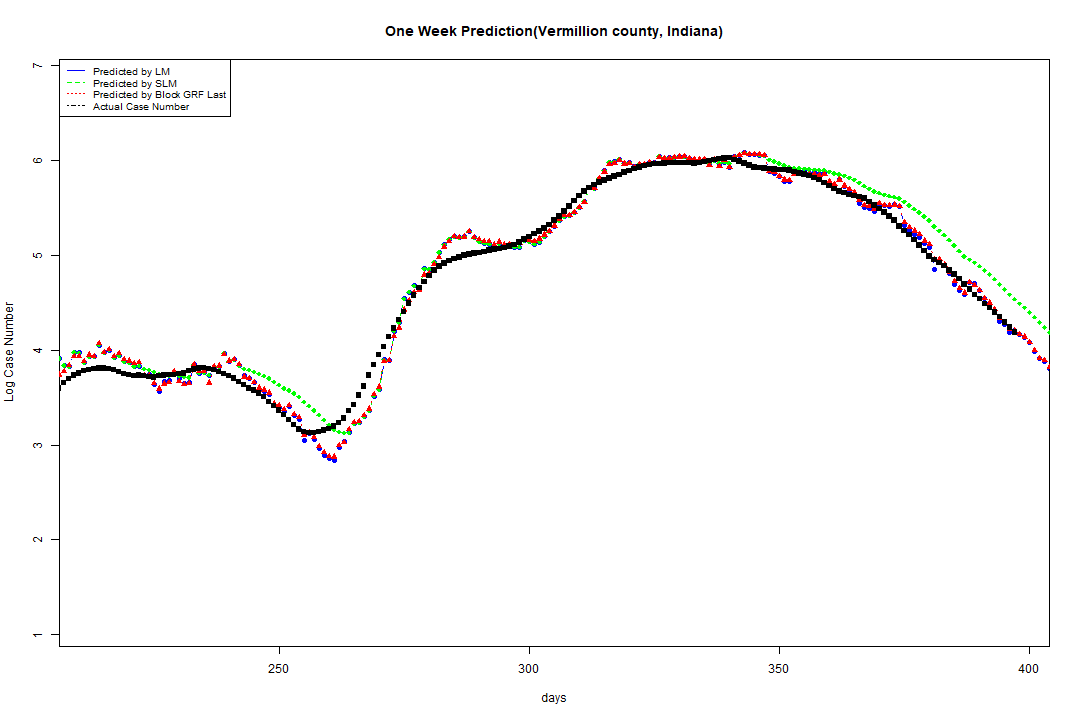 One Week Prediction(Vermillion county, Indiana)
Predicted by LM
Predicted by SLM
Predicted by Block GRF Last
Actual Case Number
7
6
5
4
3
2
1
Log Case Number
250 300 350 400
days